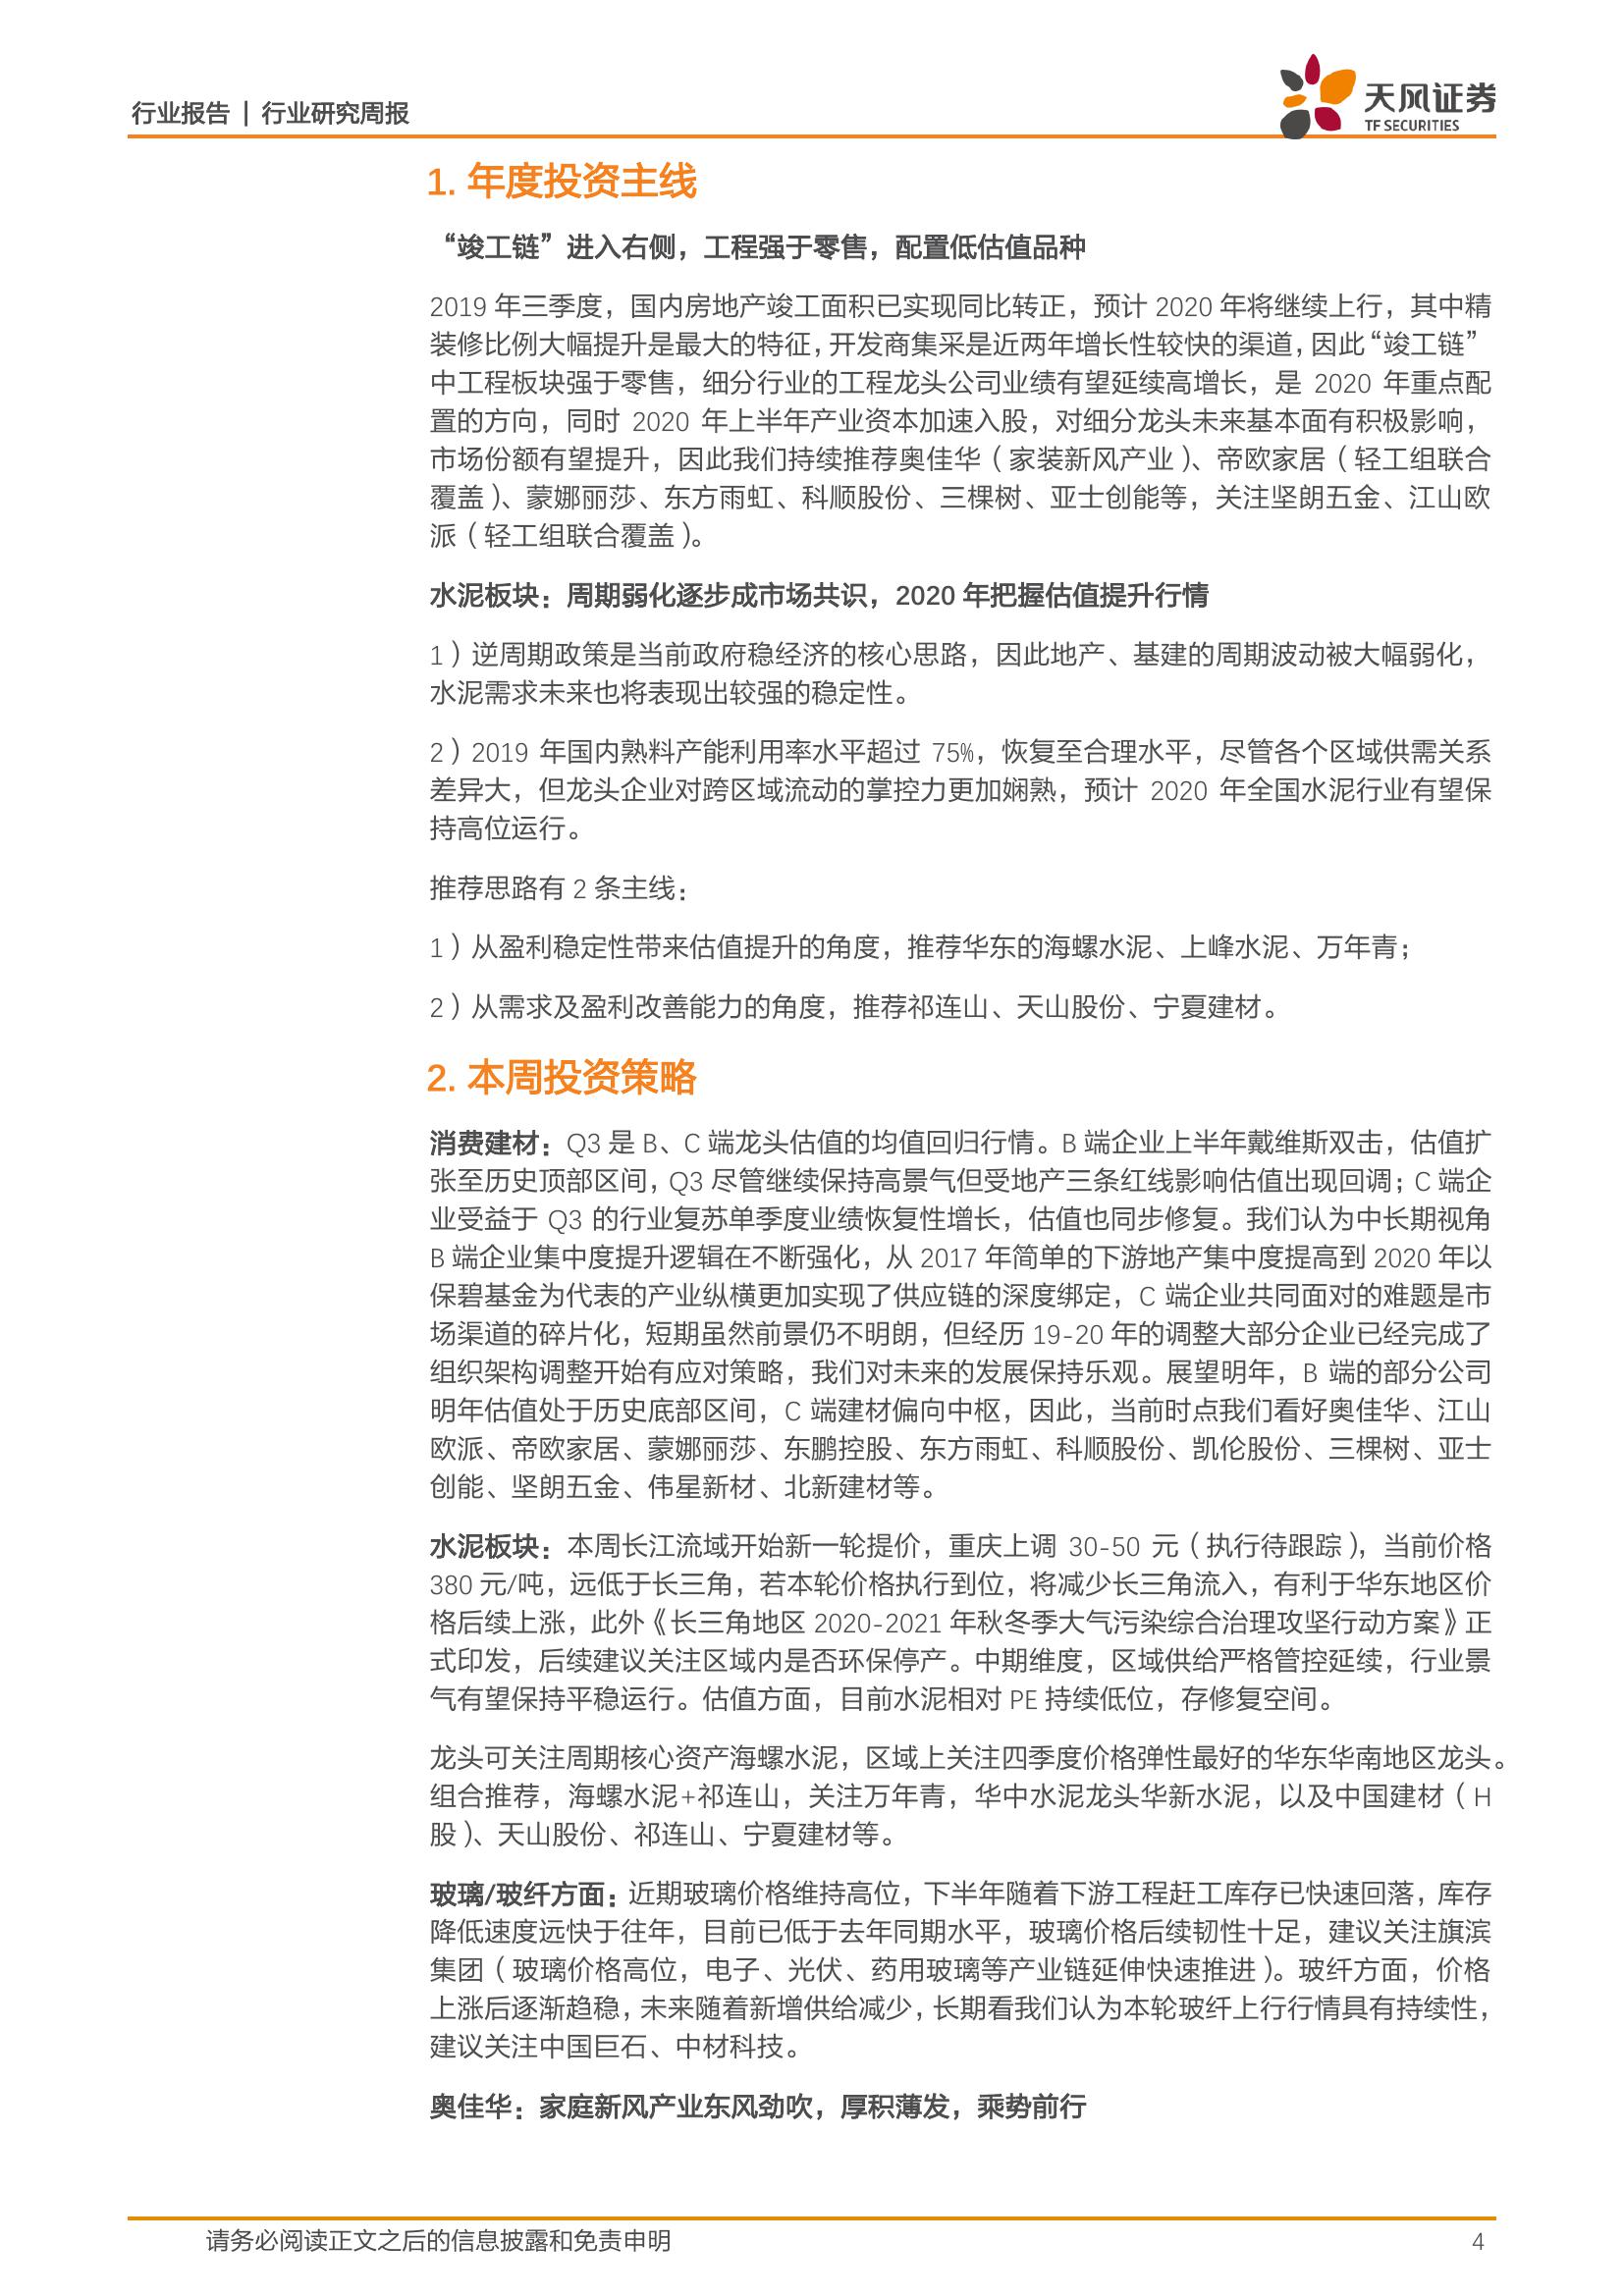 行业报告 | 行业研究周报
天风证券
TF SECURITIES
1. 年度投资主线
“竣工链”进入右侧，工程强于零售，配置低估值品种
2019 年三季度，国内房地产竣工面积已实现同比转正，预计 2020 年将继续上行，其中精
装修比例大幅提升是最大的特征，开发商集采是近两年增长性较快的渠道，因此“竣工链”
中工程板块强于零售，细分行业的工程龙头公司业绩有望延续高增长，是 2020 年重点配
置的方向，同时 2020 年上半年产业资本加速入股，对细分龙头未来基本面有积极影响，
市场份额有望提升，因此我们持续推荐奥佳华（家装新风产业）、帝欧家居（轻工组联合
覆盖）、蒙娜丽莎、东方雨虹、科顺股份、三棵树、亚士创能等，关注坚朗五金、江山欧
派（轻工组联合覆盖）。
水泥板块：周期弱化逐步成市场共识，2020 年把握估值提升行情
1）逆周期政策是当前政府稳经济的核心思路，因此地产、基建的周期波动被大幅弱化，
水泥需求未来也将表现出较强的稳定性。
2）2019 年国内熟料产能利用率水平超过 75%，恢复至合理水平，尽管各个区域供需关系
差异大，但龙头企业对跨区域流动的掌控力更加娴熟，预计 2020 年全国水泥行业有望保
持高位运行。
推荐思路有 2 条主线：
1）从盈利稳定性带来估值提升的角度，推荐华东的海螺水泥、上峰水泥、万年青；
2）从需求及盈利改善能力的角度，推荐祁连山、天山股份、宁夏建材。
2. 本周投资策略
消费建材：Q3 是 B、C 端龙头估值的均值回归行情。B 端企业上半年戴维斯双击，估值扩
张至历史顶部区间，Q3 尽管继续保持高景气但受地产三条红线影响估值出现回调；C 端企
业受益于 Q3 的行业复苏单季度业绩恢复性增长，估值也同步修复。我们认为中长期视角
B 端企业集中度提升逻辑在不断强化，从 2017 年简单的下游地产集中度提高到 2020 年以
保碧基金为代表的产业纵横更加实现了供应链的深度绑定，C 端企业共同面对的难题是市
场渠道的碎片化，短期虽然前景仍不明朗，但经历 19-20 年的调整大部分企业已经完成了
组织架构调整开始有应对策略，我们对未来的发展保持乐观。展望明年，B 端的部分公司
明年估值处于历史底部区间，C 端建材偏向中枢，因此，当前时点我们看好奥佳华、江山
欧派、帝欧家居、蒙娜丽莎、东鹏控股、东方雨虹、科顺股份、凯伦股份、三棵树、亚士
创能、坚朗五金、伟星新材、北新建材等。
水泥板块：本周长江流域开始新一轮提价，重庆上调 30-50 元（执行待跟踪），当前价格
380 元/吨，远低于长三角，若本轮价格执行到位，将减少长三角流入，有利于华东地区价
格后续上涨，此外《长三角地区 2020-2021 年秋冬季大气污染综合治理攻坚行动方案》正
式印发，后续建议关注区域内是否环保停产。中期维度，区域供给严格管控延续，行业景
气有望保持平稳运行。估值方面，目前水泥相对 PE 持续低位，存修复空间。
龙头可关注周期核心资产海螺水泥，区域上关注四季度价格弹性最好的华东华南地区龙头。
组合推荐，海螺水泥+祁连山，关注万年青，华中水泥龙头华新水泥，以及中国建材（H
股）、天山股份、祁连山、宁夏建材等。
玻璃/玻纤方面：近期玻璃价格维持高位，下半年随着下游工程赶工库存已快速回落，库存
降低速度远快于往年，目前已低于去年同期水平，玻璃价格后续韧性十足，建议关注旗滨
集团（玻璃价格高位，电子、光伏、药用玻璃等产业链延伸快速推进）。玻纤方面，价格
上涨后逐渐趋稳，未来随着新增供给减少，长期看我们认为本轮玻纤上行行情具有持续性，
建议关注中国巨石、中材科技。
奥佳华：家庭新风产业东风劲吹，厚积薄发，乘势前行
请务必阅读正文之后的信息披露和免责申明
4